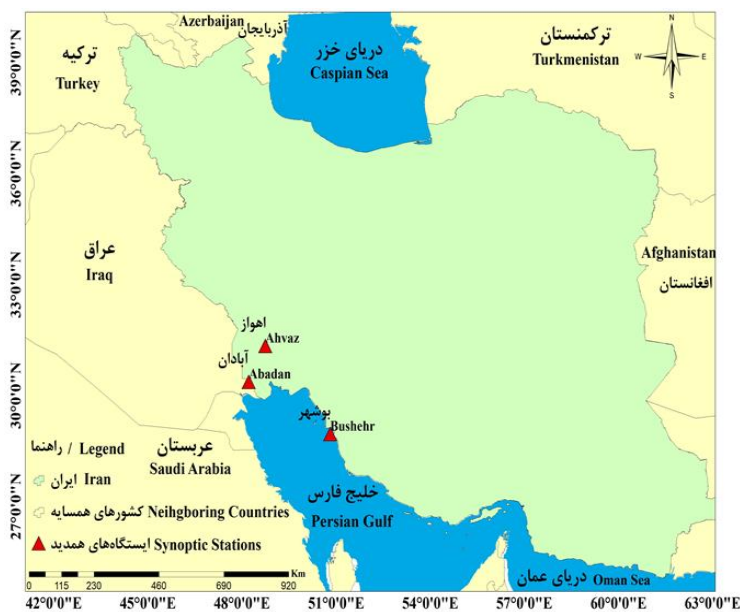 Azerbaijan
آذربایجان
ترکیه
Turkey
دریای خزر
Caspian Sea
ترکمنستان
Turkmenistan
N
W
E
S
39°0'0"N
36°0'0"N
33°0'0"N
30°0'0"N
27°0'0"N
عراق
Iraq
Afghanistan
افغانستان
اهواز
Ahvaz
آبادان
Abadan
بوشهر
Bushehr
عربستان
Saudi Arabia
خلیج فارس
Persian Gulf
راهنما / Legend
ایران Iran
کشورهای همسایه Neihgboring Countries
ایستگاه‌های همدید Synoptic Stations
Km
0 115 230 460 690 920
دریای عمان Oman Sea
42°0'0"E 45°0'0"E 48°0'0"E 51°0'0"E 54°0'0"E 57°0'0"E 60°0'0"E 63°0'0"E